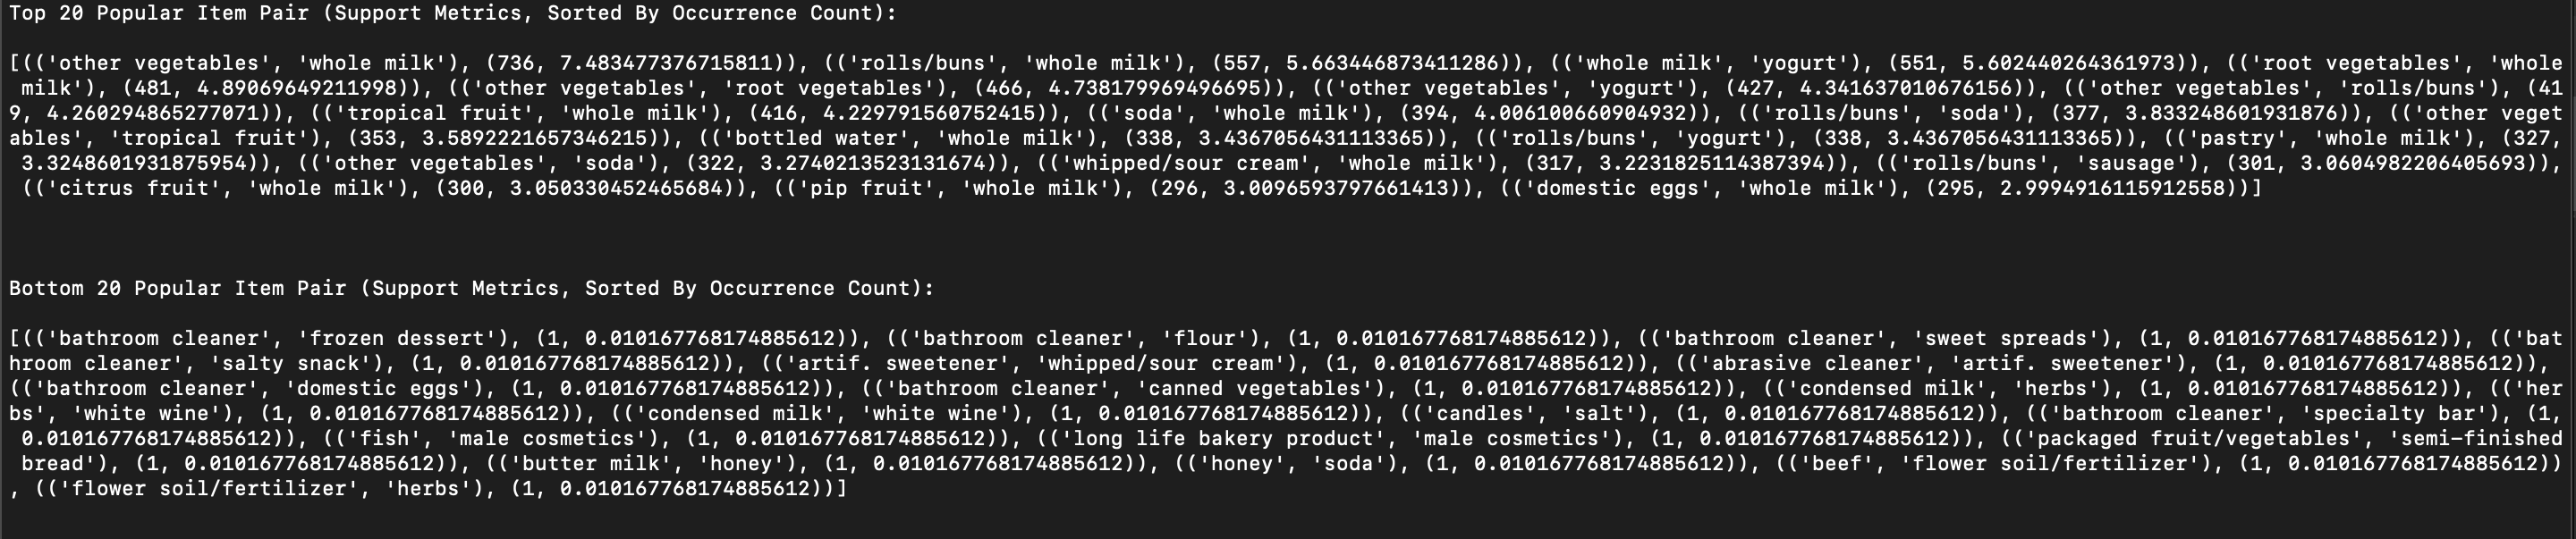 Top 20 Popular Item Pair (Support Metrics, Sorted By Occurrence Count):
[(('other vegetables', 'whole milk'), (736, 7.483477376715811)), (('rolls/buns', 'whole milk'), (557, 5.663446873411286)), (('whole milk', 'yogurt'), (551, 5.602440264361973)), (('root vegetables', 'whole
milk'), (481, 4.89069649211998)), (('other vegetables', 'root vegetables'), (466, 4.738179969496695)), (('other vegetables', 'yogurt'), (427, 4.341637010676156)), (('other vegetables', 'rolls/buns'), (41
9, 4.260294865277071)), (('tropical fruit', 'whole milk'), (416, 4.229791560752415)), (('soda', 'whole milk'), (394, 4.006100660904932)), (('rolls/buns', 'soda'), (377, 3.833248601931876)), (('other veget
ables', 'tropical fruit'), (353, 3.5892221657346215)), (('bottled water', 'whole milk'), (338, 3.4367056431113365)), (('rolls/buns', 'yogurt'), (338, 3.4367056431113365)), (('pastry', 'whole milk'), (327,
3.3248601931875954)), (('other vegetables', 'soda'), (322, 3.2740213523131674)), (('whipped/sour cream', 'whole milk'), (317, 3.2231825114387394)), (('rolls/buns', 'sausage'), (301, 3.0604982206405693)),
(('citrus fruit', 'whole milk'), (300, 3.050330452465684)), (('pip fruit', 'whole milk'), (296, 3.0096593797661413)), (('domestic eggs', 'whole milk'), (295, 2.9994916115912558))]
Bottom 20 Popular Item Pair (Support Metrics, Sorted By Occurrence Count):
[(('bathroom cleaner', 'frozen dessert'), (1, 0.010167768174885612)), (('bathroom cleaner', 'flour'), (1, 0.010167768174885612)), (('bathroom cleaner', 'sweet spreads'), (1, 0.010167768174885612)), (('bat
hroom cleaner', 'salty snack'), (1, 0.010167768174885612)), (('artif. sweetener', 'whipped/sour cream'), (1, 0.010167768174885612)), (('abrasive cleaner', 'artif. sweetener'), (1, 0.010167768174885612)),
(('bathroom cleaner', 'domestic eggs'), (1, 0.010167768174885612)), (('bathroom cleaner', 'canned vegetables'), (1, 0.010167768174885612)), (('condensed milk', 'herbs'), (1, 0.010167768174885612)), (('her
bs', 'white wine'), (1, 0.010167768174885612)), (('condensed milk', 'white wine'), (1, 0.010167768174885612)), (('candles', 'salt'), (1, 0.010167768174885612)), (('bathroom cleaner', 'specialty bar'), (1,
0.010167768174885612)), (('fish', 'male cosmetics'), (1, 0.010167768174885612)), (('long life bakery product', 'male cosmetics'), (1, 0.010167768174885612)), (('packaged fruit/vegetables', 'semi-finished
bread'), (1, 0.010167768174885612)), (('butter milk', 'honey'), (1, 0.010167768174885612)), (('honey', 'soda'), (1, 0.010167768174885612)), (('beef', 'flower soil/fertilizer'), (1, 0.010167768174885612))
, (('flower soil/fertilizer', 'herbs'), (1, 0.010167768174885612))]